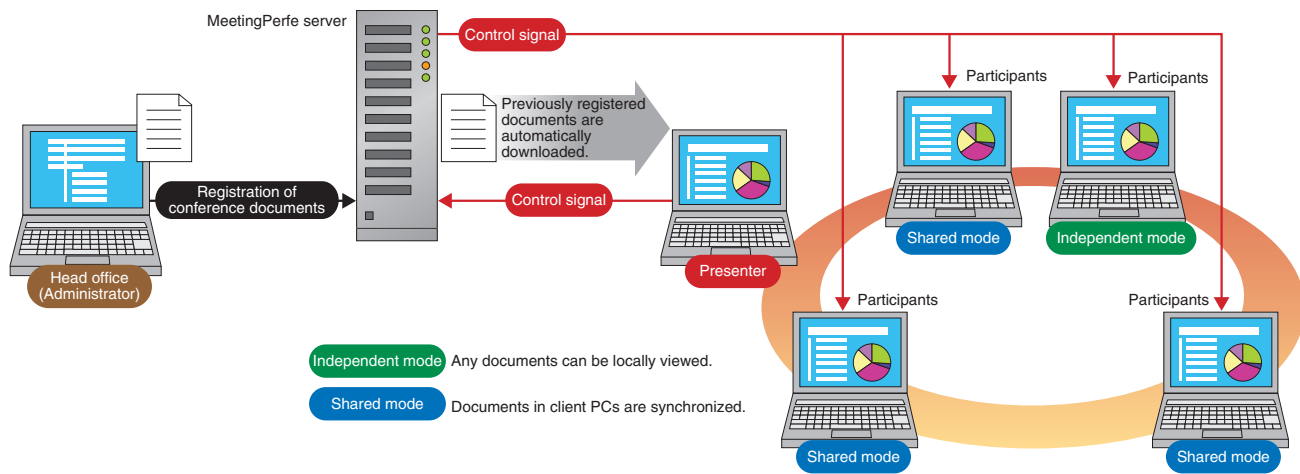 MeetingPerfe server
Control signal
Participants
Participants
Previously registered
documents are
automatically
downloaded.
Registration of
conference documents
Control signal
Shared mode
Independent mode
Head office
(Administrator)
Presenter
Participants
Participants
Independent mode Any documents can be locally viewed.
Shared mode Documents in client PCs are synchronized.
Shared mode
Shared mode